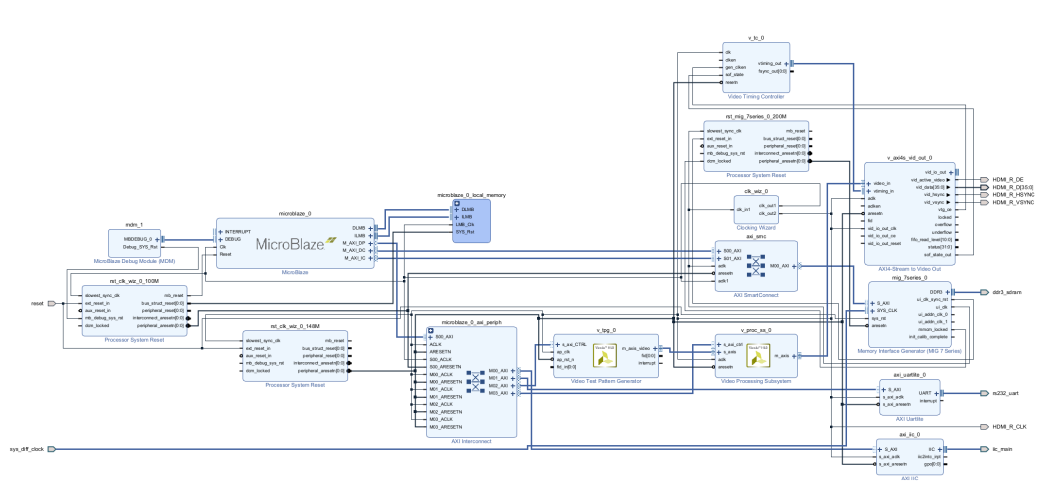 v_tc_0
clk
clken
gen_clken
sof_state
resetn
vtiming_out
fsync_out[0:0]
Video Timing Controller
rst_mig_7series_0_200M
slowest_sync_clk
ext_reset_in
aux_reset_in
mb_debug_sys_rst
dcm_locked
mb_reset
bus_struct_reset[0:0]
peripheral_reset[0:0]
interconnect_aresetn[0:0]
peripheral_aresetn[0:0]
Processor System Reset
v_axi4s_vid_out_0
video_in
vtiming_in
aclk
aclken
aresetn
fid
vid_io_out_clk
vid_io_out_ce
vid_io_out_reset
vid_io_out
vid_active_video
vid_data[35:0]
vid_hsync
vid_vsync
vtg_ce
locked
overflow
underflow
fifo_read_level[10:0]
status[31:0]
sof_state_out
AXI4-Stream to Video Out
HDMI_R_DE
HDMI_R_D[35:0]
HDMI_R_HSYNC
HDMI_R_VSYNC
microblaze_0_local_memory
DLMB
ILMB
LMB_Clk
SYS_Rst
clk_wiz_0
clk_in1
clk_out1
clk_out2
Clocking Wizard
mdm_1
MBDEBUG_0
Debug_SYS_Rst
MicroBlaze Debug Module (MDM)
microblaze_0
INTERRUPT
DEBUG
Clk
Reset
MicroBlaze
DLMB
ILMB
M_AXI_DP
M_AXI_DC
M_AXI_IC
MicroBlaze
axi_smc
S00_AXI
S01_AXI
aclk
aresetn
aclk1
M00_AXI
AXI SmartConnect
mig_7series_0
S_AXI
SYS_CLK
sys_rst
aresetn
DDR3
ui_clk_sync_rst
ui_clk
ui_addn_clk_0
ui_addn_clk_1
mmcm_locked
init_calib_complete
Memory Interface Generator (MIG 7 Series)
ddr3_sdram
reset
rst_clk_wiz_0_100M
slowest_sync_clk
ext_reset_in
aux_reset_in
mb_debug_sys_rst
dcm_locked
mb_reset
bus_struct_reset[0:0]
peripheral_reset[0:0]
interconnect_aresetn[0:0]
peripheral_aresetn[0:0]
Processor System Reset
rst_clk_wiz_0_148M
slowest_sync_clk
ext_reset_in
aux_reset_in
mb_debug_sys_rst
dcm_locked
mb_reset
bus_struct_reset[0:0]
peripheral_reset[0:0]
interconnect_aresetn[0:0]
peripheral_aresetn[0:0]
Processor System Reset
microblaze_0_axi_periph
S00_AXI
ACLK
ARESETN
S00_ACLK
S00_ARESETN
M00_ACLK
M00_ARESETN
M01_ACLK
M01_ARESETN
M02_ACLK
M02_ARESETN
M03_ACLK
M03_ARESETN
M00_AXI
M01_AXI
M02_AXI
M03_AXI
AXI Interconnect
v_tpg_0
s_axi_CTRL
ap_clk
ap_rst_n
fid_in[0:0]
m_axis_video
fid[0:0]
interrupt
Video Test Pattern Generator
v_proc_ss_0
s_axi_ctrl
s_axis
aclk
m_axis
Video Processing Subsystem
axi_uartlite_0
S_AXI
s_axi_aclk
s_axi_aresetn
UART
interrupt
AXI Uartlite
rs232_uart
HDMI_R_CLK
sys_diff_clock
axi_iic_0
S_AXI
s_axi_aclk
s_axi_aresetn
IIC
iic2intc_irpt
gpo[0:0]
AXI IIC
iic_main